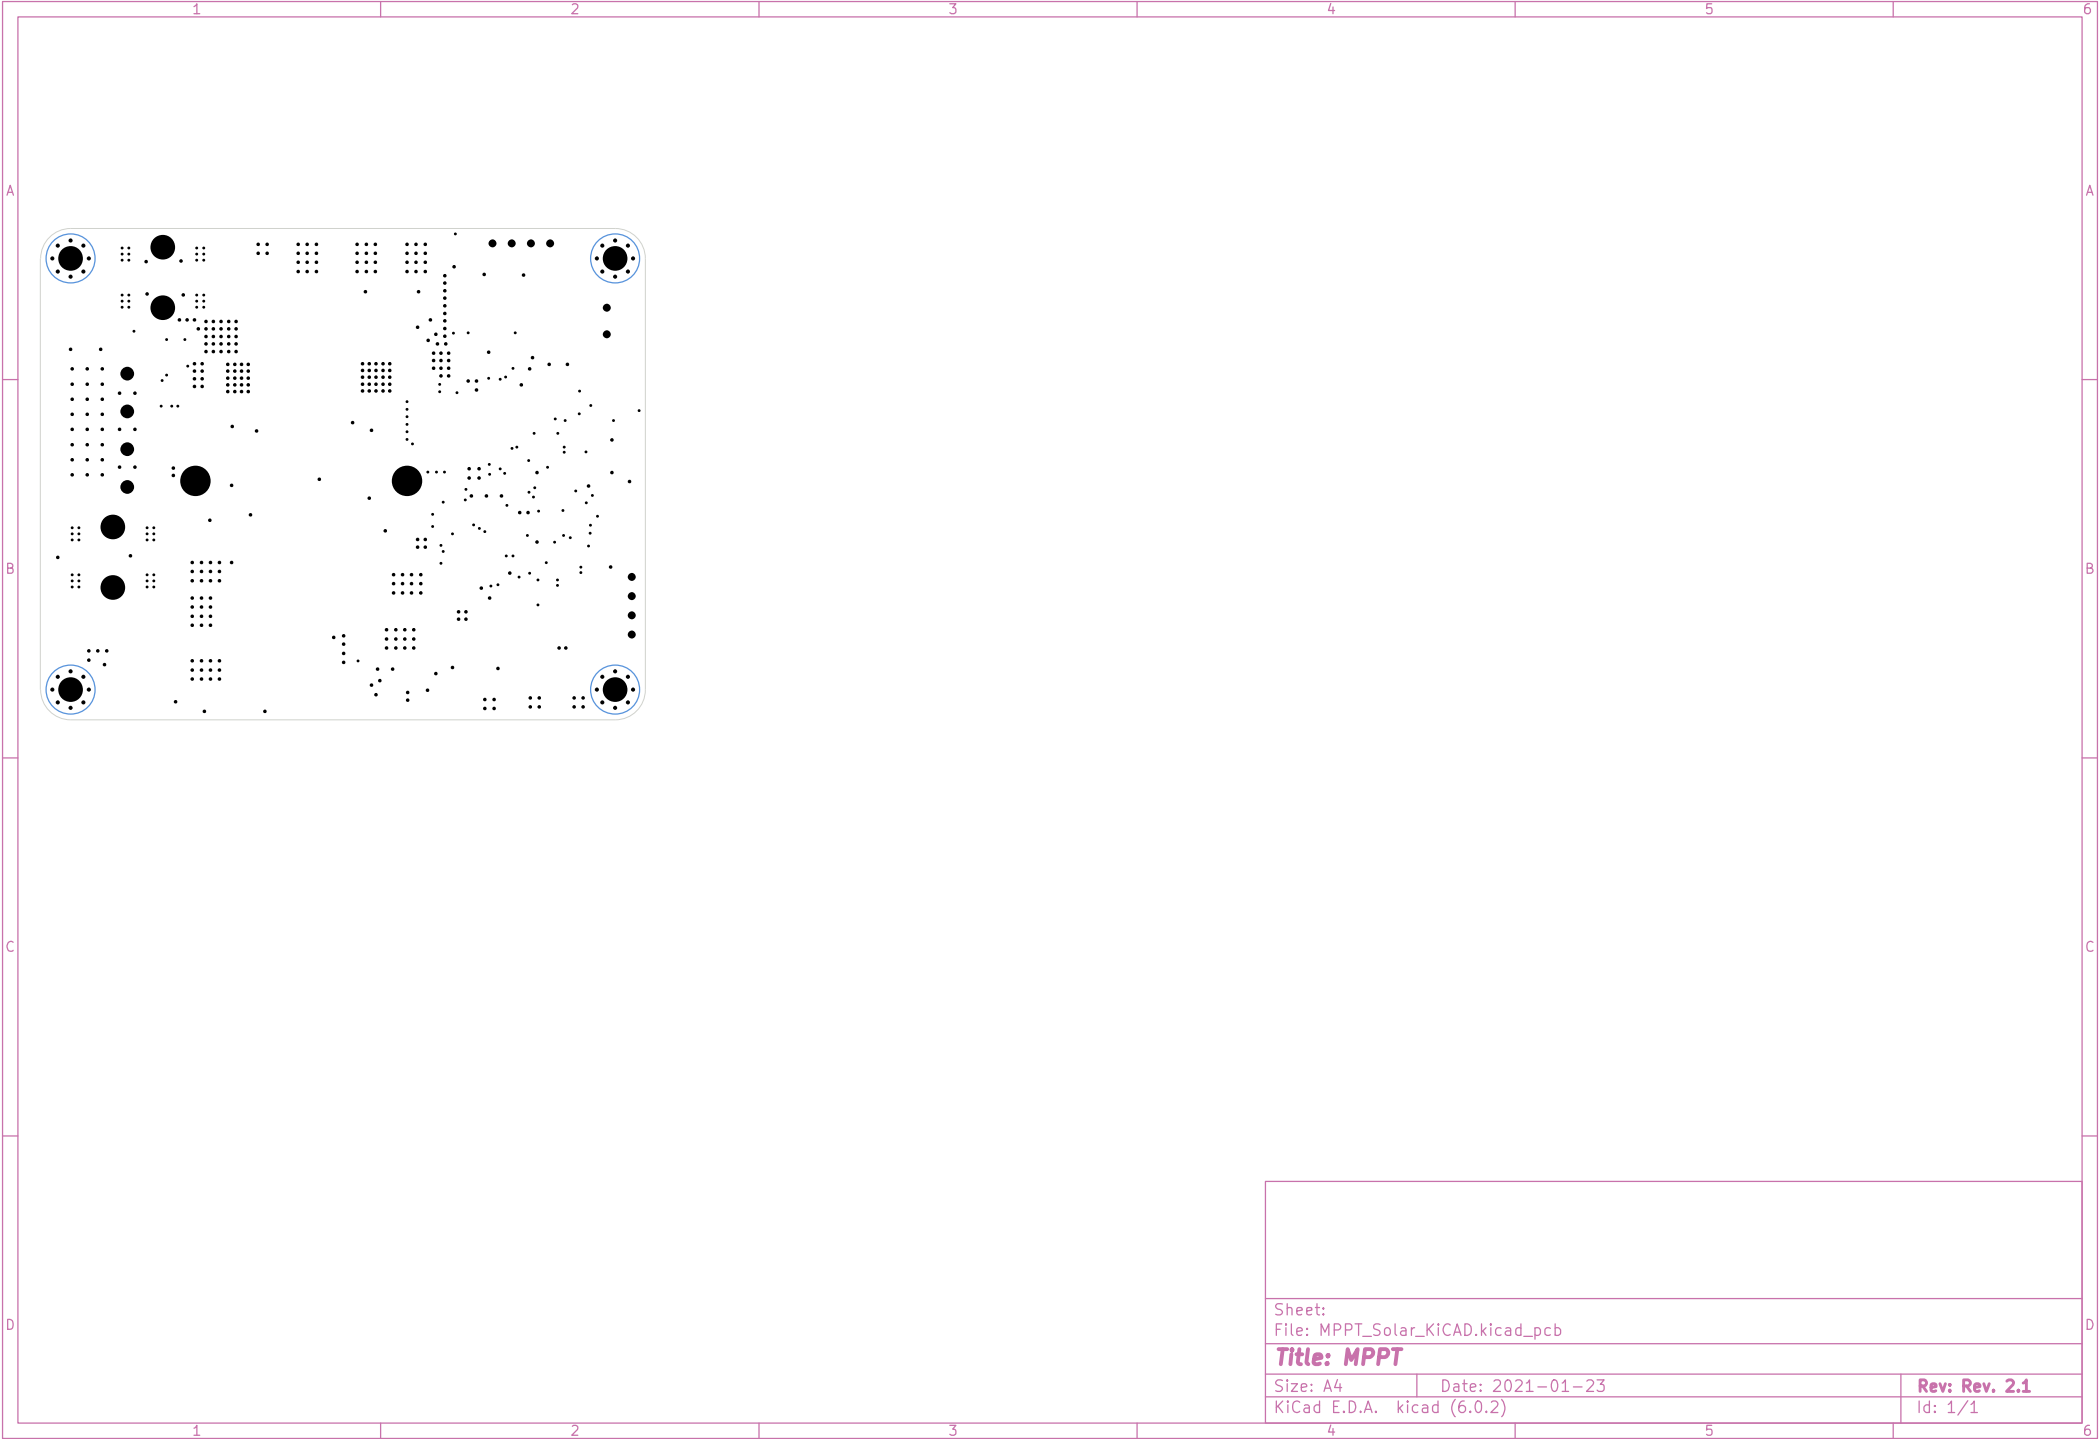 1 2 3 4 5 6
A A
B B
C C
D D
Sheet:
File: MPPT_Solar_KiCAD.kicad_pcb
Title: MPPT
Size: A4 Date: 2021-01-23 Rev: Rev. 2.1
KiCad E.D.A. kicad (6.0.2) Id: 1/1
1 2 3 4 5 6